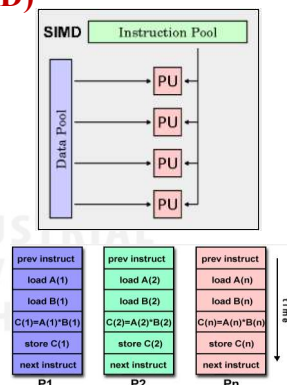 D)
SIMD
Instruction Pool
Data Pool
PU
PU
PU
PU
prev instruct
load A(1)
load B(1)
C(1)=A(1)*B(1)
store C(1)
next instruct
P1
prev instruct
load A(2)
load B(2)
C(2)=A(2)*B(2)
store C(2)
next instruct
P2
prev instruct
load A(n)
load B(n)
C(n)=A(n)*B(n)
store C(n)
next instruct
Pn
time